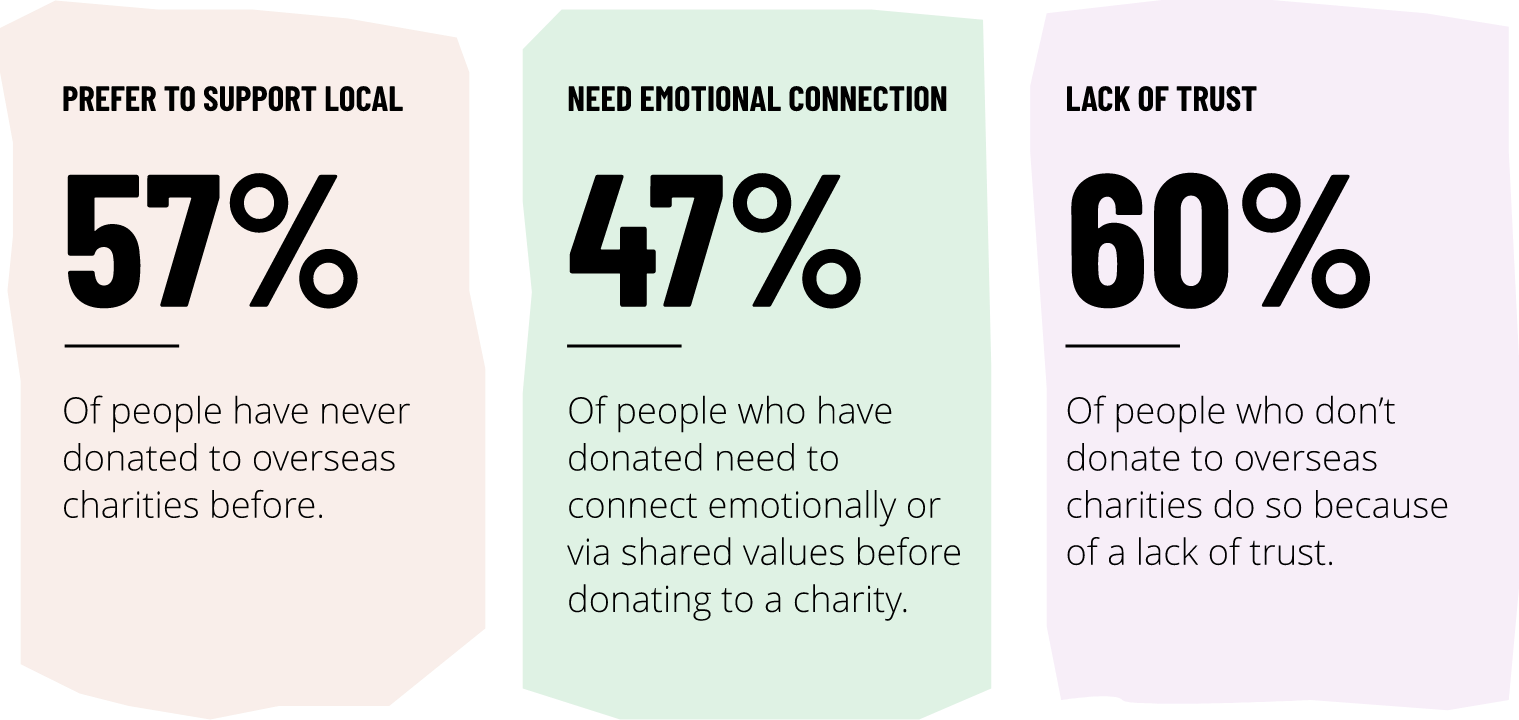 PREFER TO SUPPORT LOCAL
57%
Of people have never
donated to overseas
charities before.
NEED EMOTIONAL CONNECTION
47%
Of people who have
donated need to
connect emotionally or
via shared values before
donating to a charity.
LACK OF TRUST
60%
Of people who don’t
donate to overseas
charities do so because
of a lack of trust.